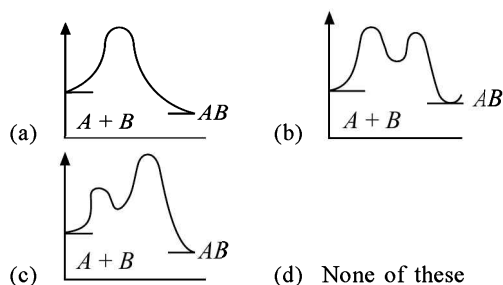 (a) A + B AB
(b) A + B AB
(c) A + B AB
(d) None of these